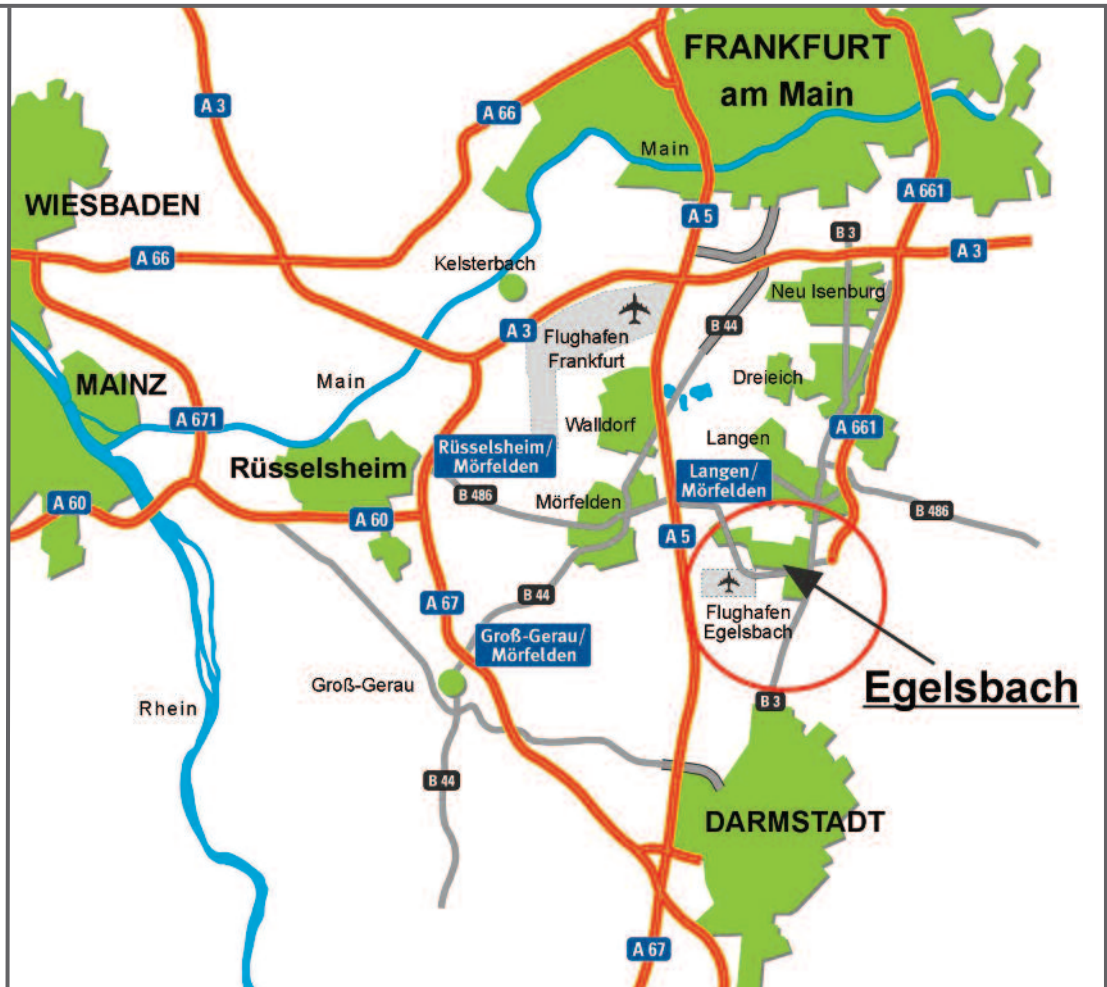 FRANKFURT
am Main
A 3
A 66
Main
WIESBADEN
A 661
A 5
B 3
A 66
A 3
Kelsterbach
Neu Isenburg
A 3
Flughafen
Frankfurt
B 44
MAINZ
Main
Dreieich
A 671
Walldorf
A 661
Langen
Rüsselsheim
Rüsselsheim/
Mörfelden
Langen/
Mörfelden
B 486
Mörfelden
A 60
A 60
B 486
A 5
Flughafen
Egelsbach
A 67
B 44
Groß-Gerau/
Mörfelden
Groß-Gerau
Egelsbach
Rhein
B 3
B 44
DARMSTADT
A 67